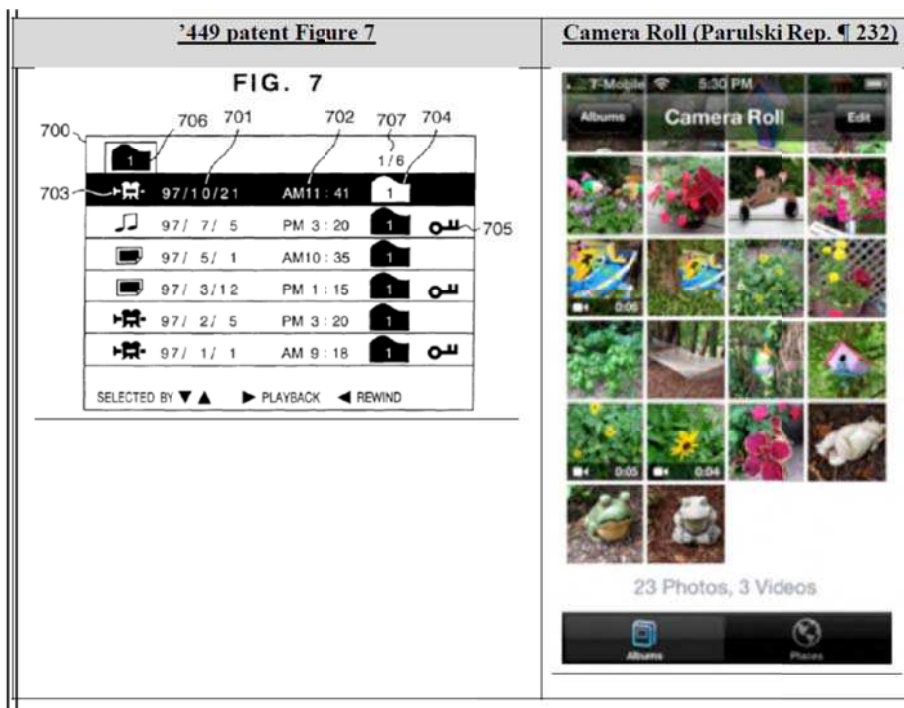 '449 patent Figure 7
Camera Roll (Parulski Rep. ¶ 232)
FIG. 7
700
706
701
702
707
704
1
1/6
703
97/10/21 AM11:41 1
97/ 7/ 5 PM 3:20 1
705
97/ 5/ 1 AM10:35 1
97/ 3/12 PM 1:15 1
97/ 2/ 5 PM 3:20 1
97/ 1/ 1 AM 9:18 1
SELECTED BY ▼ ▲ ▶ PLAYBACK ◀ REWIND
T-Mobile 5:30 PM
Albums Camera Roll Edit
0:06
0:05 0:04
23 Photos, 3 Videos
Albums Places